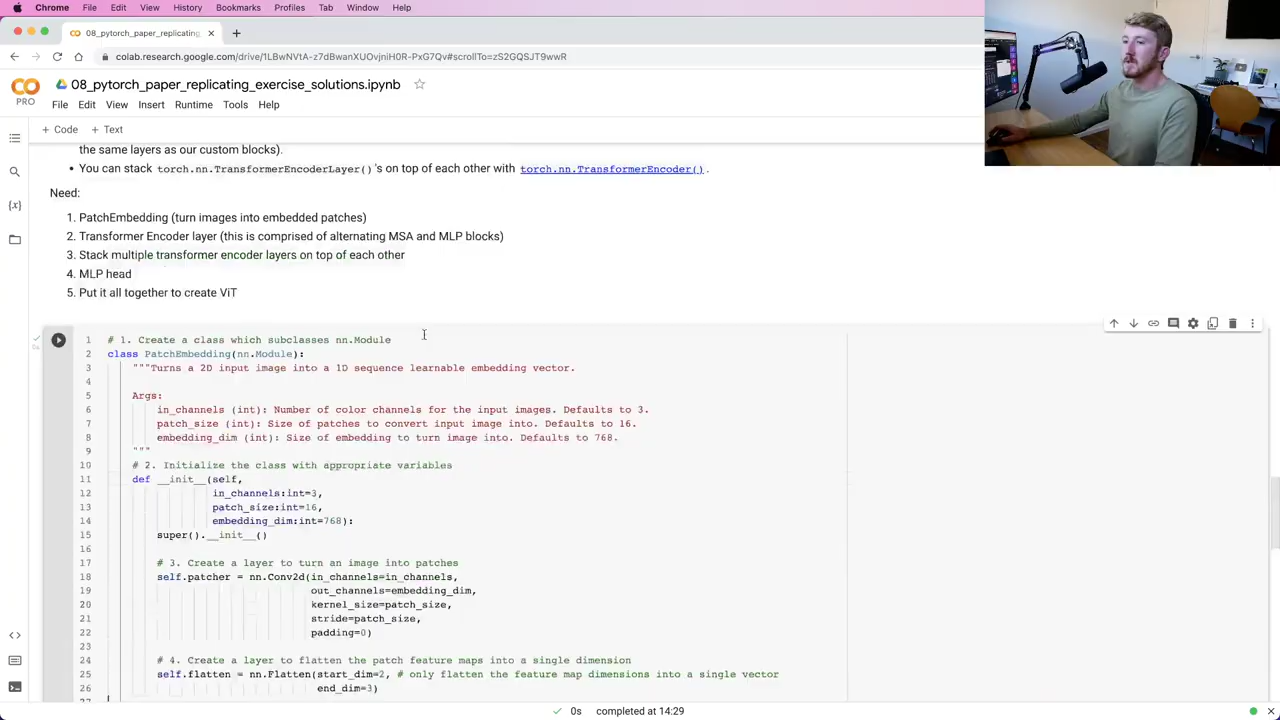 Chrome File Edit View History Bookmarks Profiles Tab Window Help
08_pytorch_paper_replicating_
colab.research.google.com/drive/1LBwVtA17dBwanXUOvjniH0R-PxG7Qv#scrollTo=zS2GQSJT9wwR
08_pytorch_paper_replicating_exercise_solutions.ipynb
PRO
File Edit View Insert Runtime Tools Help
+ Code + Text
the same layers as our custom blocks).
• You can stack torch.nn.TransformerEncoderLayer()'s on top of each other with torch.nn.TransformerEncoder().
Need:
1. PatchEmbedding (turn images into embedded patches)
2. Transformer Encoder layer (this is comprised of alternating MSA and MLP blocks)
3. Stack multiple transformer encoder layers on top of each other
4. MLP head
5. Put it all together to create ViT
1 # 1. Create a class which subclasses nn.Module
2 class PatchEmbedding(nn.Module):
3 """Turns a 2D input image into a 1D sequence learnable embedding vector.
4
5 Args:
6 in_channels (int): Number of color channels for the input images. Defaults to 3.
7 patch_size (int): Size of patches to convert input image into. Defaults to 16.
8 embedding_dim (int): Size of embedding to turn image into. Defaults to 768.
9 """
10 # 2. Initialize the class with appropriate variables
11 def __init__(self,
12 in_channels:int=3,
13 patch_size:int=16,
14 embedding_dim:int=768):
15 super().__init__()
16
17 # 3. Create a layer to turn an image into patches
18 self.patcher = nn.Conv2d(in_channels=in_channels,
19 out_channels=embedding_dim,
20 kernel_size=patch_size,
21 stride=patch_size,
22 padding=0)
23
24 # 4. Create a layer to flatten the patch feature maps into a single dimension
25 self.flatten = nn.Flatten(start_dim=2, # only flatten the feature map dimensions into a single vector
26 end_dim=3)
27
0s completed at 14:29